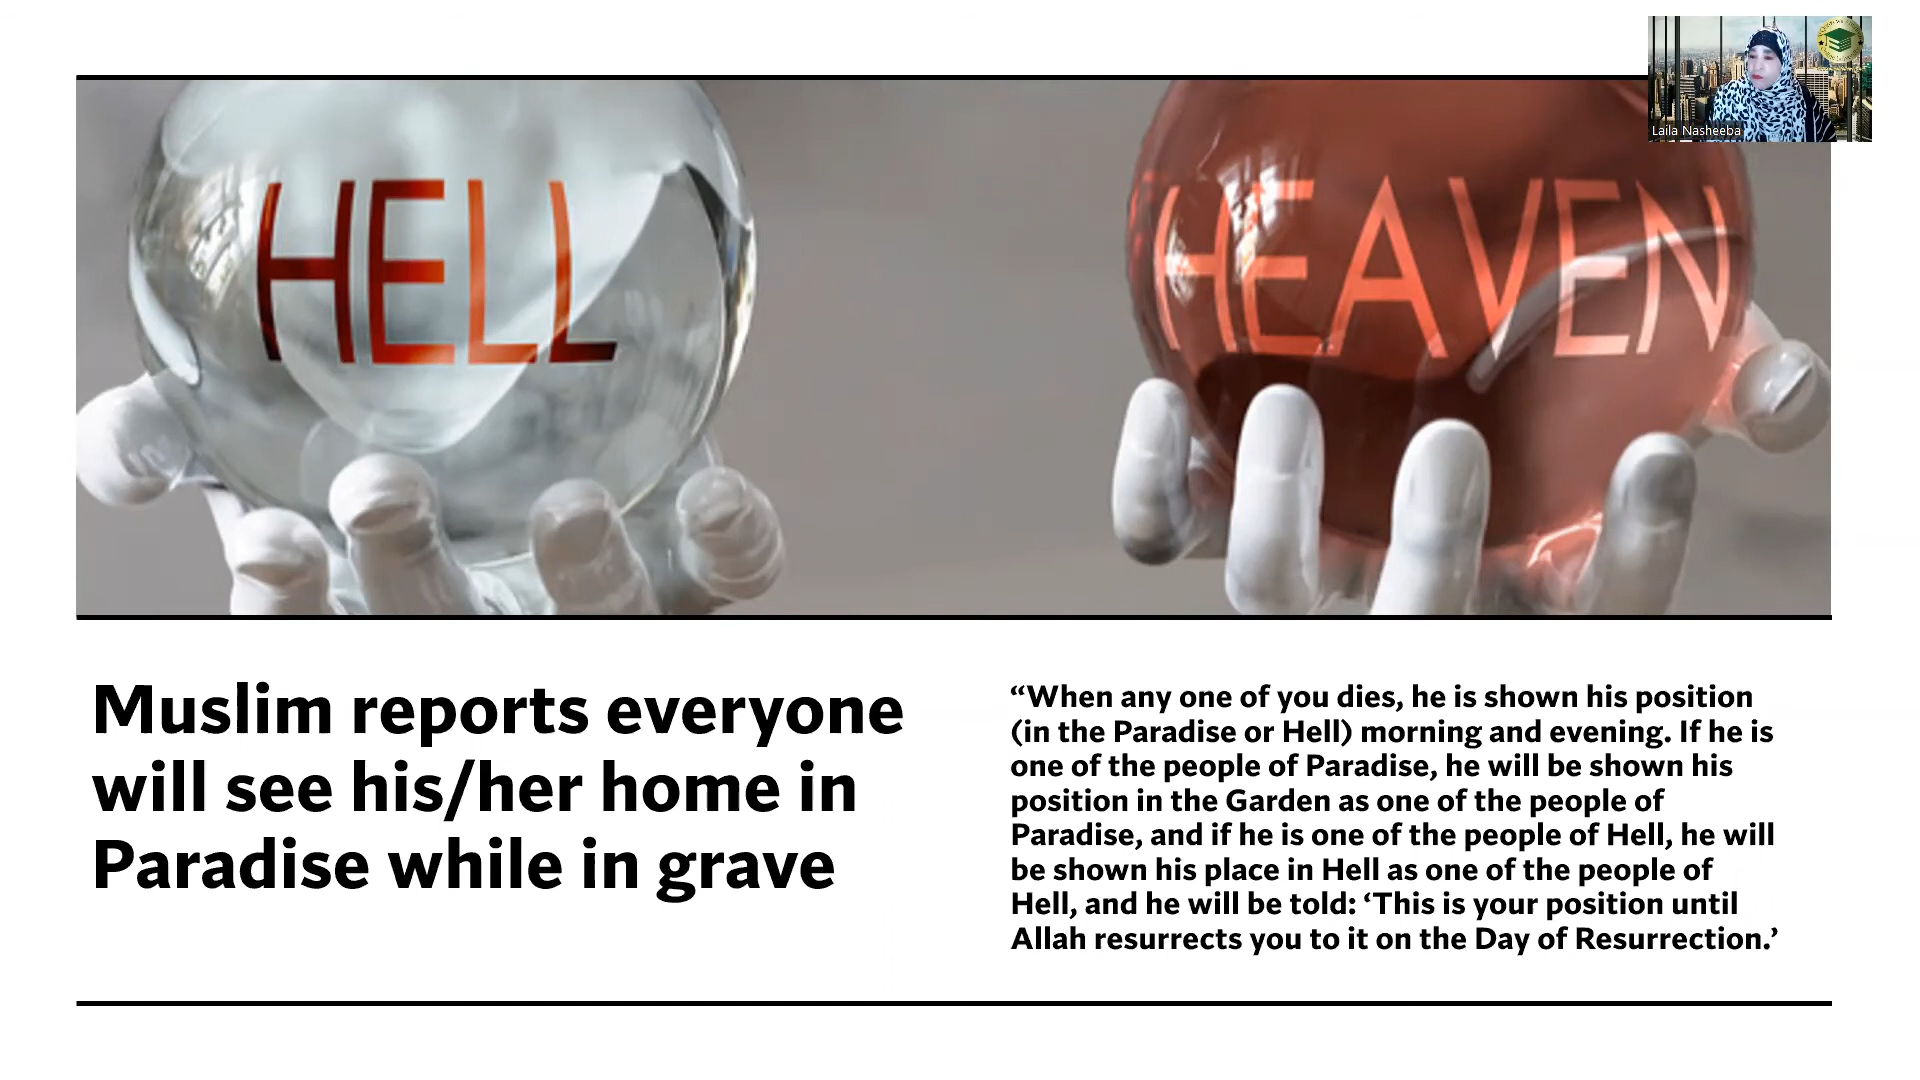 Laila Nasheeba
HELL
HEAVEN
Muslim reports everyone
will see his/her home in
Paradise while in grave
“When any one of you dies, he is shown his position
(in the Paradise or Hell) morning and evening. If he is
one of the people of Paradise, he will be shown his
position in the Garden as one of the people of
Paradise, and if he is one of the people of Hell, he will
be shown his place in Hell as one of the people of
Hell, and he will be told: ‘This is your position until
Allah resurrects you to it on the Day of Resurrection.’